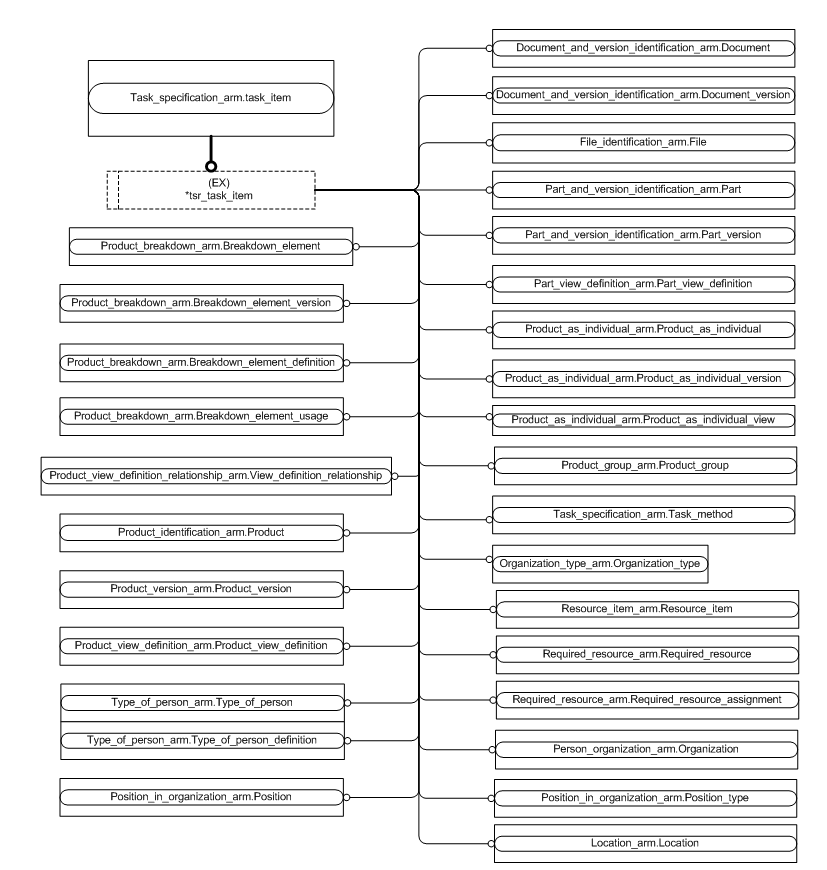 Task_specification_arm.task_item
(EX)
*tsr_task_item
Product_breakdown_arm.Breakdown_element
Product_breakdown_arm.Breakdown_element_version
Product_breakdown_arm.Breakdown_element_definition
Product_breakdown_arm.Breakdown_element_usage
Product_view_definition_relationship_arm.View_definition_relationship
Product_identification_arm.Product
Product_version_arm.Product_version
Product_view_definition_arm.Product_view_definition
Type_of_person_arm.Type_of_person
Type_of_person_arm.Type_of_person_definition
Position_in_organization_arm.Position
Document_and_version_identification_arm.Document
Document_and_version_identification_arm.Document_version
File_identification_arm.File
Part_and_version_identification_arm.Part
Part_and_version_identification_arm.Part_version
Part_view_definition_arm.Part_view_definition
Product_as_individual_arm.Product_as_individual
Product_as_individual_arm.Product_as_individual_version
Product_as_individual_arm.Product_as_individual_view
Product_group_arm.Product_group
Task_specification_arm.Task_method
Organization_type_arm.Organization_type
Resource_item_arm.Resource_item
Required_resource_arm.Required_resource
Required_resource_arm.Required_resource_assignment
Person_organization_arm.Organization
Position_in_organization_arm.Position_type
Location_arm.Location